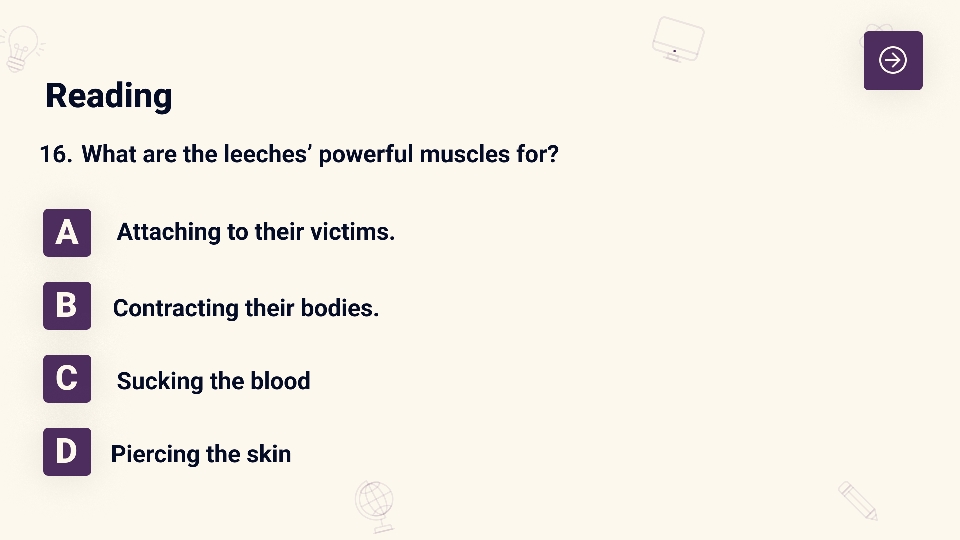 Reading
16. What are the leeches’ powerful muscles for?
A Attaching to their victims.
B Contracting their bodies.
C Sucking the blood
D Piercing the skin